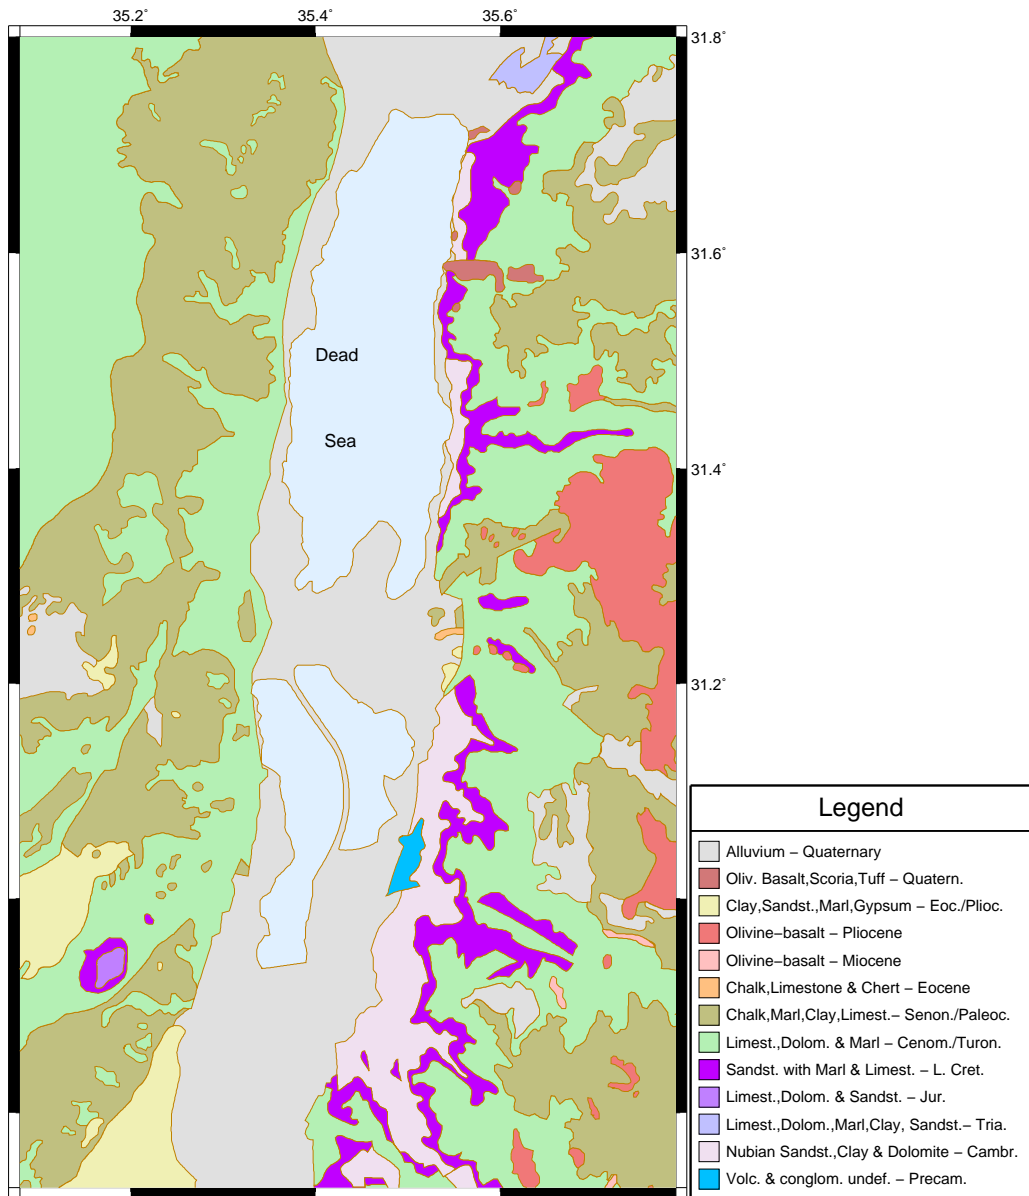 35.2˚ 35.4˚ 35.6˚
31.8˚
31.6˚
Dead
Sea
31.4˚
31.2˚
Legend
Alluvium – Quaternary
Oliv. Basalt,Scoria,Tuff – Quatern.
Clay,Sandst.,Marl,Gypsum – Eoc./Plioc.
Olivine–basalt – Pliocene
Olivine–basalt – Miocene
Chalk,Limestone & Chert – Eocene
Chalk,Marl,Clay,Limest.– Senon./Paleoc.
Limest.,Dolom. & Marl – Cenom./Turon.
Sandst. with Marl & Limest. – L. Cret.
Limest.,Dolom. & Sandst. – Jur.
Limest.,Dolom.,Marl,Clay, Sandst.– Tria.
Nubian Sandst.,Clay & Dolomite – Cambr.
Volc. & conglom. undef. – Precam.